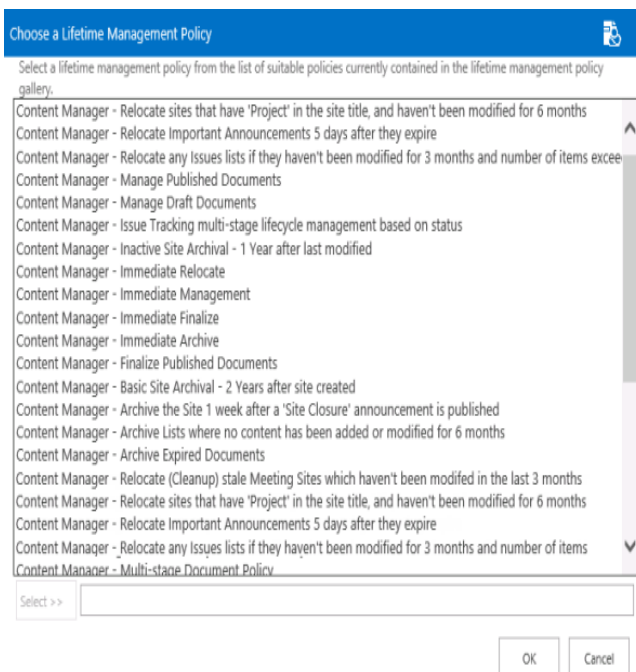 Choose a Lifetime Management Policy
Select a lifetime management policy from the list of suitable policies currently contained in the lifetime management policy
gallery.
Content Manager - Relocate sites that have 'Project' in the site title, and haven't been modified for 6 months
Content Manager - Relocate Important Announcements 5 days after they expire
Content Manager - Relocate any Issues lists if they haven't been modified for 3 months and number of items excee
Content Manager - Manage Published Documents
Content Manager - Manage Draft Documents
Content Manager - Issue Tracking multi-stage lifecycle management based on status
Content Manager - Inactive Site Archival - 1 Year after last modified
Content Manager - Immediate Relocate
Content Manager - Immediate Management
Content Manager - Immediate Finalize
Content Manager - Immediate Archive
Content Manager - Finalize Published Documents
Content Manager - Basic Site Archival - 2 Years after site created
Content Manager - Archive the Site 1 week after a 'Site Closure' announcement is published
Content Manager - Archive Lists where no content has been added or modified for 6 months
Content Manager - Archive Expired Documents
Content Manager - Relocate (Cleanup) stale Meeting Sites which haven't been modifed in the last 3 months
Content Manager - Relocate sites that have 'Project' in the site title, and haven't been modified for 6 months
Content Manager - Relocate Important Announcements 5 days after they expire
Content Manager - Relocate any Issues lists if they haven't been modified for 3 months and number of items
Content Manager - Multi-stage Document Policy
Select >>
OK Cancel